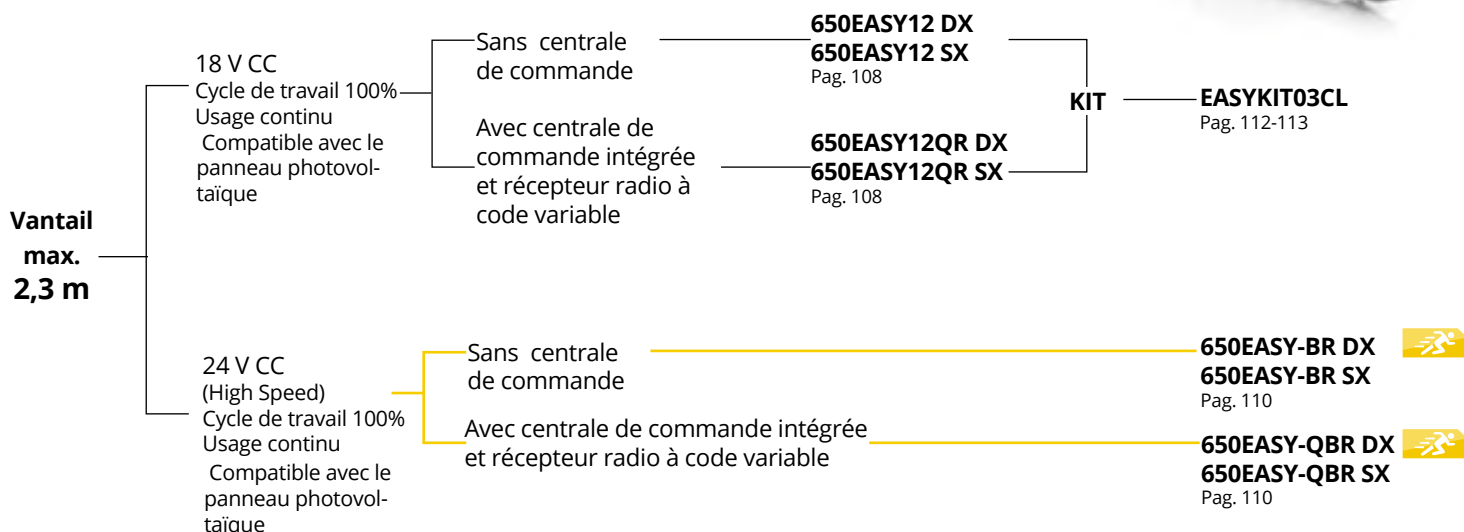 Vantail
max.
2,3 m
18 V CC
Cycle de travail 100%
Usage continu
Compatible avec le
panneau photovol-
taïque
Sans centrale
de commande
650EASY12 DX
650EASY12 SX
Pag. 108
Avec centrale de
commande intégrée
et récepteur radio à
code variable
650EASY12QR DX
650EASY12QR SX
Pag. 108
KIT
EASYKIT03CL
Pag. 112-113
24 V CC
(High Speed)
Cycle de travail 100%
Usage continu
Compatible avec le
panneau photovol-
taïque
Sans centrale
de commande
650EASY-BR DX
650EASY-BR SX
Pag. 110
Avec centrale de commande intégrée
et récepteur radio à code variable
650EASY-QBR DX
650EASY-QBR SX
Pag. 110